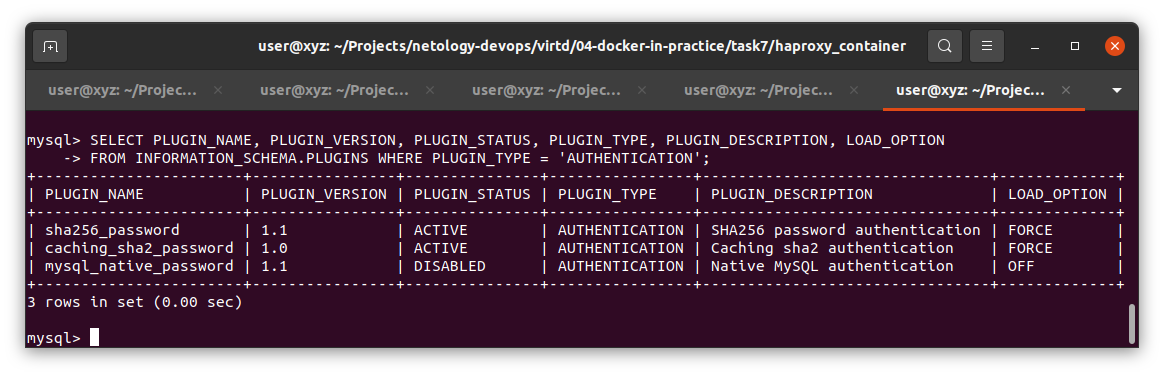 user@xyz: ~/Projects/netology-devops/virtd/04-docker-in-practice/task7/haproxy_container
user@xyz: ~/Projec... × user@xyz: ~/Projec... × user@xyz: ~/Projec... × user@xyz: ~/Projec... × user@xyz: ~/Projec... ×
mysql> SELECT PLUGIN_NAME, PLUGIN_VERSION, PLUGIN_STATUS, PLUGIN_TYPE, PLUGIN_DESCRIPTION, LOAD_OPTION
    -> FROM INFORMATION_SCHEMA.PLUGINS WHERE PLUGIN_TYPE = 'AUTHENTICATION';
+-----------------------+----------------+---------------+----------------+--------------------------------+-------------+
| PLUGIN_NAME           | PLUGIN_VERSION | PLUGIN_STATUS | PLUGIN_TYPE    | PLUGIN_DESCRIPTION             | LOAD_OPTION |
+-----------------------+----------------+---------------+----------------+--------------------------------+-------------+
| sha256_password       | 1.1            | ACTIVE        | AUTHENTICATION | SHA256 password authentication | FORCE       |
| caching_sha2_password | 1.0            | ACTIVE        | AUTHENTICATION | Caching sha2 authentication    | FORCE       |
| mysql_native_password | 1.1            | DISABLED      | AUTHENTICATION | Native MySQL authentication    | OFF         |
+-----------------------+----------------+---------------+----------------+--------------------------------+-------------+
3 rows in set (0.00 sec)
mysql>